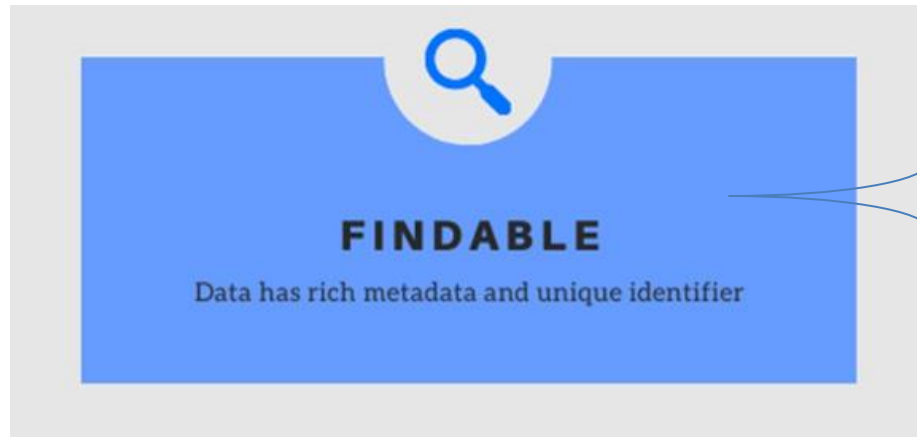 FINDABLE
Data has rich metadata and unique identifier